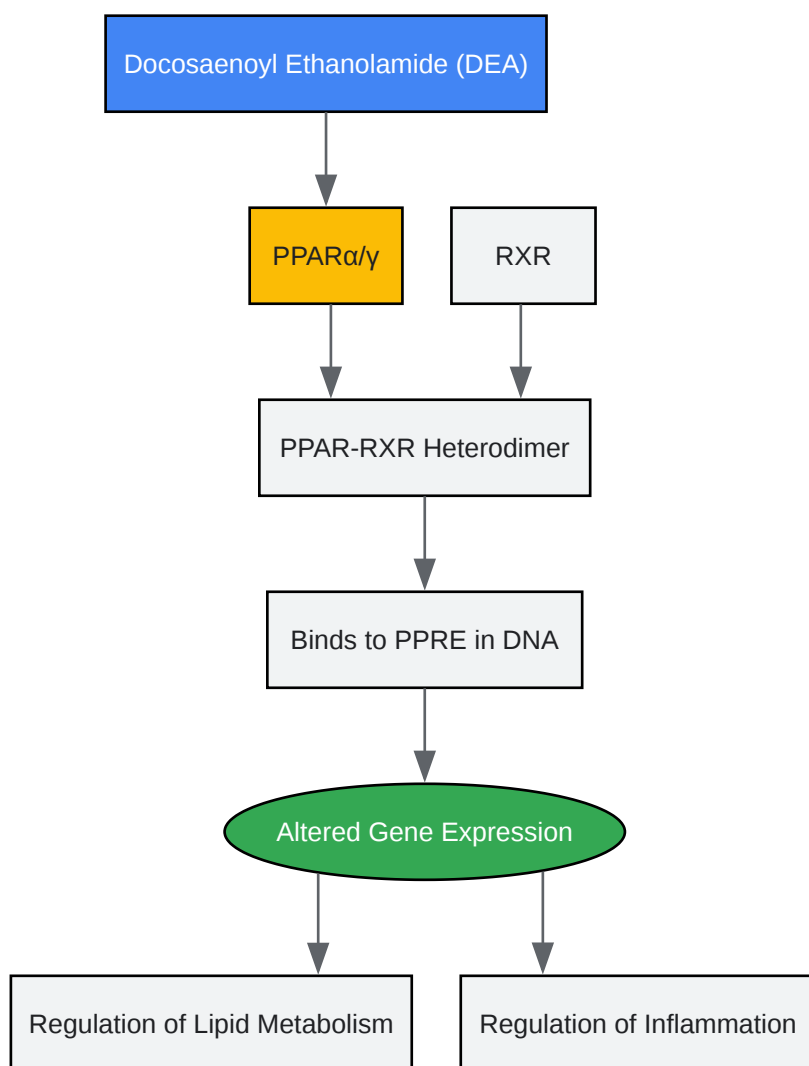 Docosaenoyl Ethanolamide (DEA)
PPARα/γ
RXR
PPAR-RXR Heterodimer
Binds to PPRE in DNA
Altered Gene Expression
Regulation of Lipid Metabolism
Regulation of Inflammation